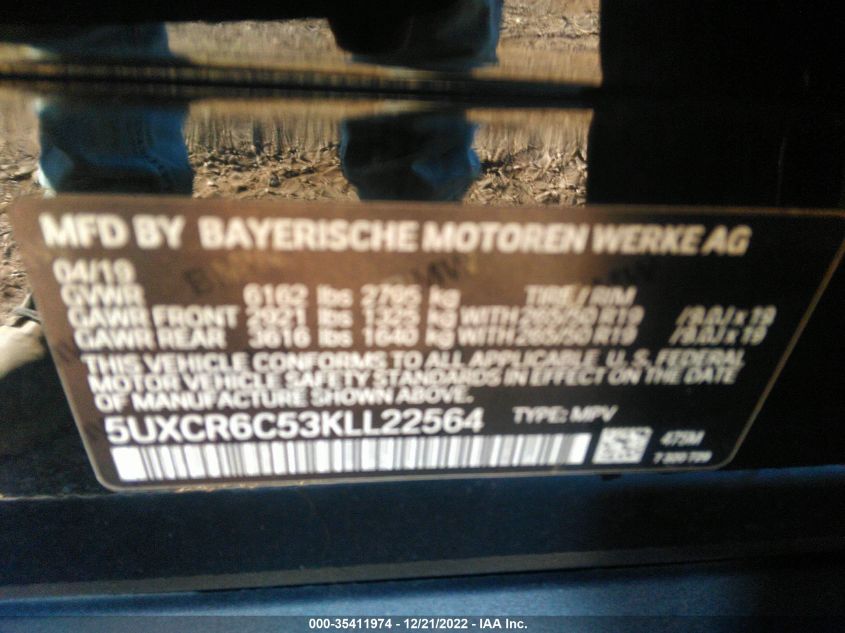 MFD BY BAYERISCHE MOTOREN WERKE AG
04/19
GVWR 6162 lbs 2795 kg TIRE / RIM
GAWR FRONT 2921 lbs 1325 kg WITH 265/50 R19 /9.0J x 19
GAWR REAR 3616 lbs 1640 kg WITH 265/50 R19 /9.0J x 19
THIS VEHICLE CONFORMS TO ALL APPLICABLE U. S. FEDERAL
MOTOR VEHICLE SAFETY STANDARDS IN EFFECT ON THE DATE
OF MANUFACTURE SHOWN ABOVE.
5UXCR6C53KLL22564 TYPE: MPV
000-35411974 - 12/21/2022 - IAA Inc.